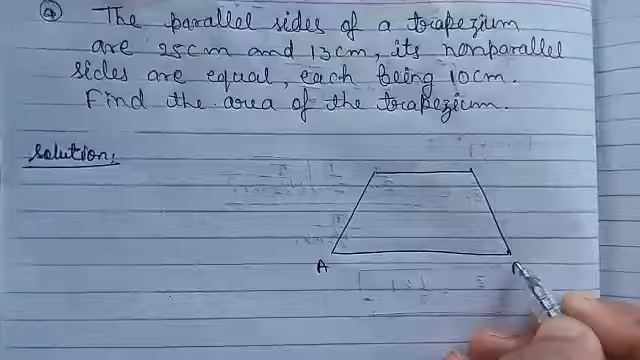 4 The parallel sides of a trapezium
are 25cm and 13cm, its nonparallel
sides are equal, each being 10cm.
Find the area of the trapezium.
Solution;
A